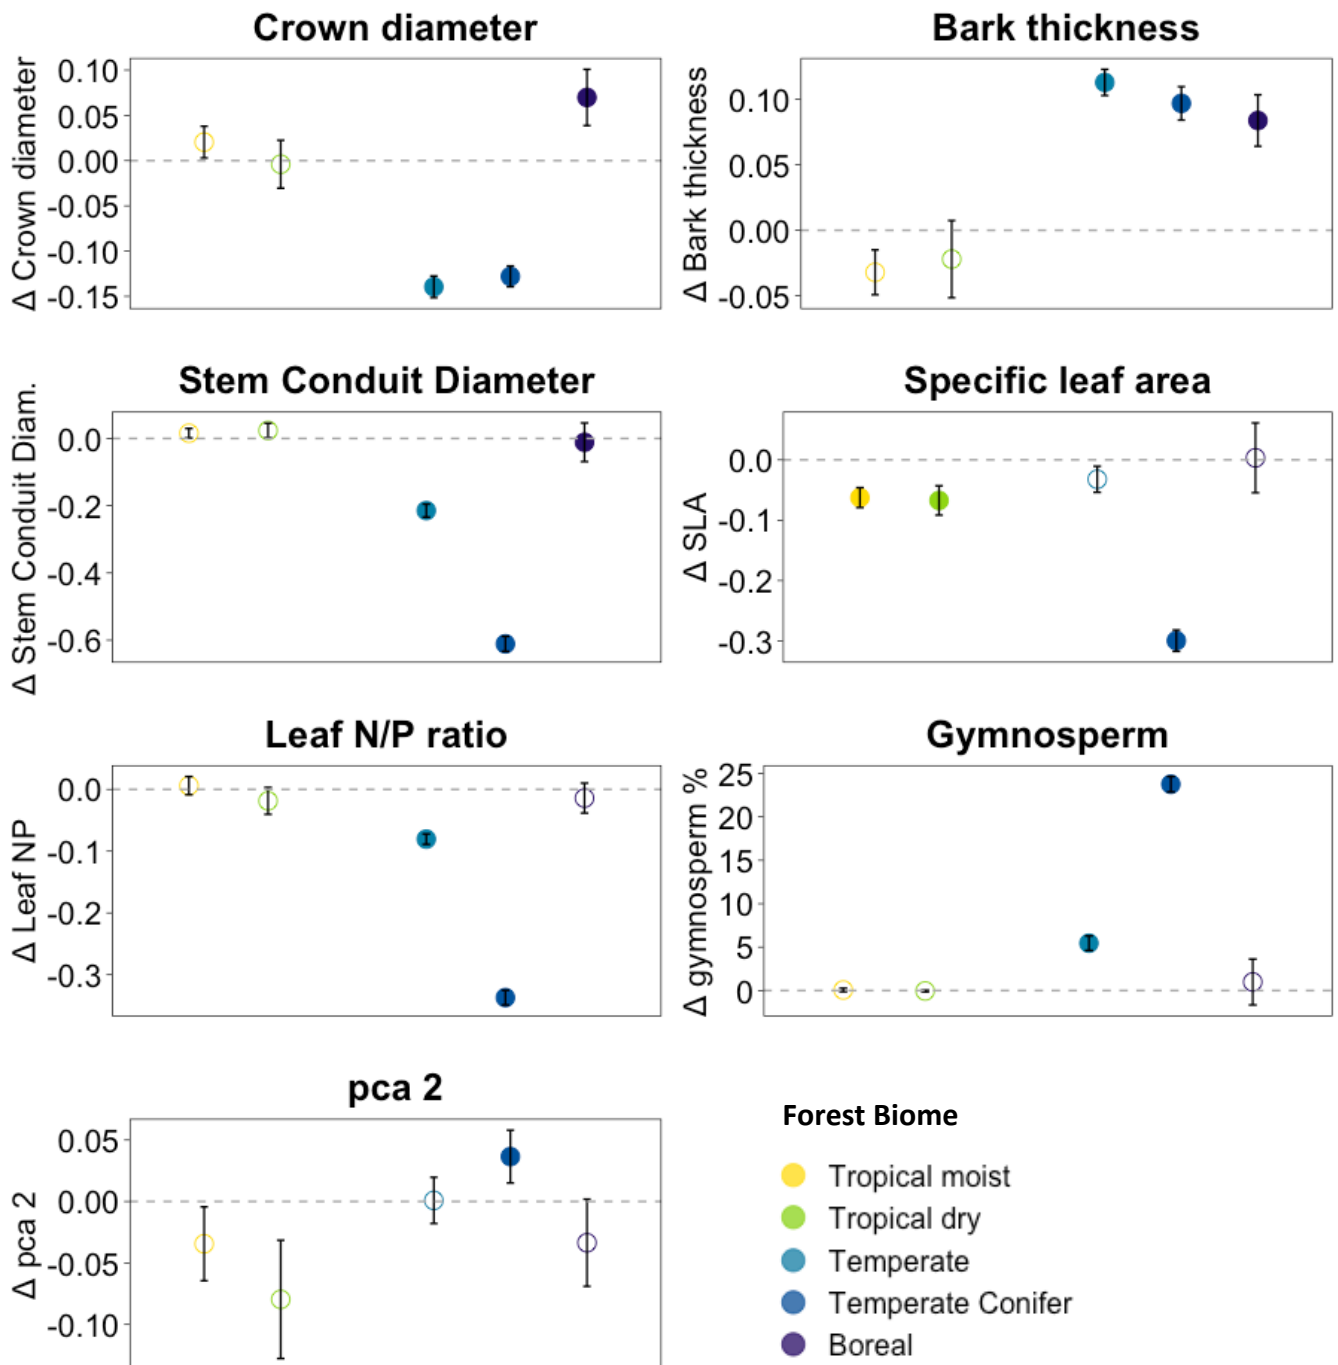 Crown diameter
Δ Crown diameter
0.10
0.05
0.00
-0.05
-0.10
-0.15
Bark thickness
Δ Bark thickness
0.10
0.05
0.00
-0.05
Stem Conduit Diameter
Δ Stem Conduit Diam.
0.0
-0.2
-0.4
-0.6
Specific leaf area
Δ SLA
0.0
-0.1
-0.2
-0.3
Leaf N/P ratio
Δ Leaf NP
0.0
-0.1
-0.2
-0.3
Gymnosperm
Δ gymnosperm %
25
20
15
10
5
0
pca 2
Δ pca 2
0.05
0.00
-0.05
-0.10
Forest Biome
Tropical moist
Tropical dry
Temperate
Temperate Conifer
Boreal